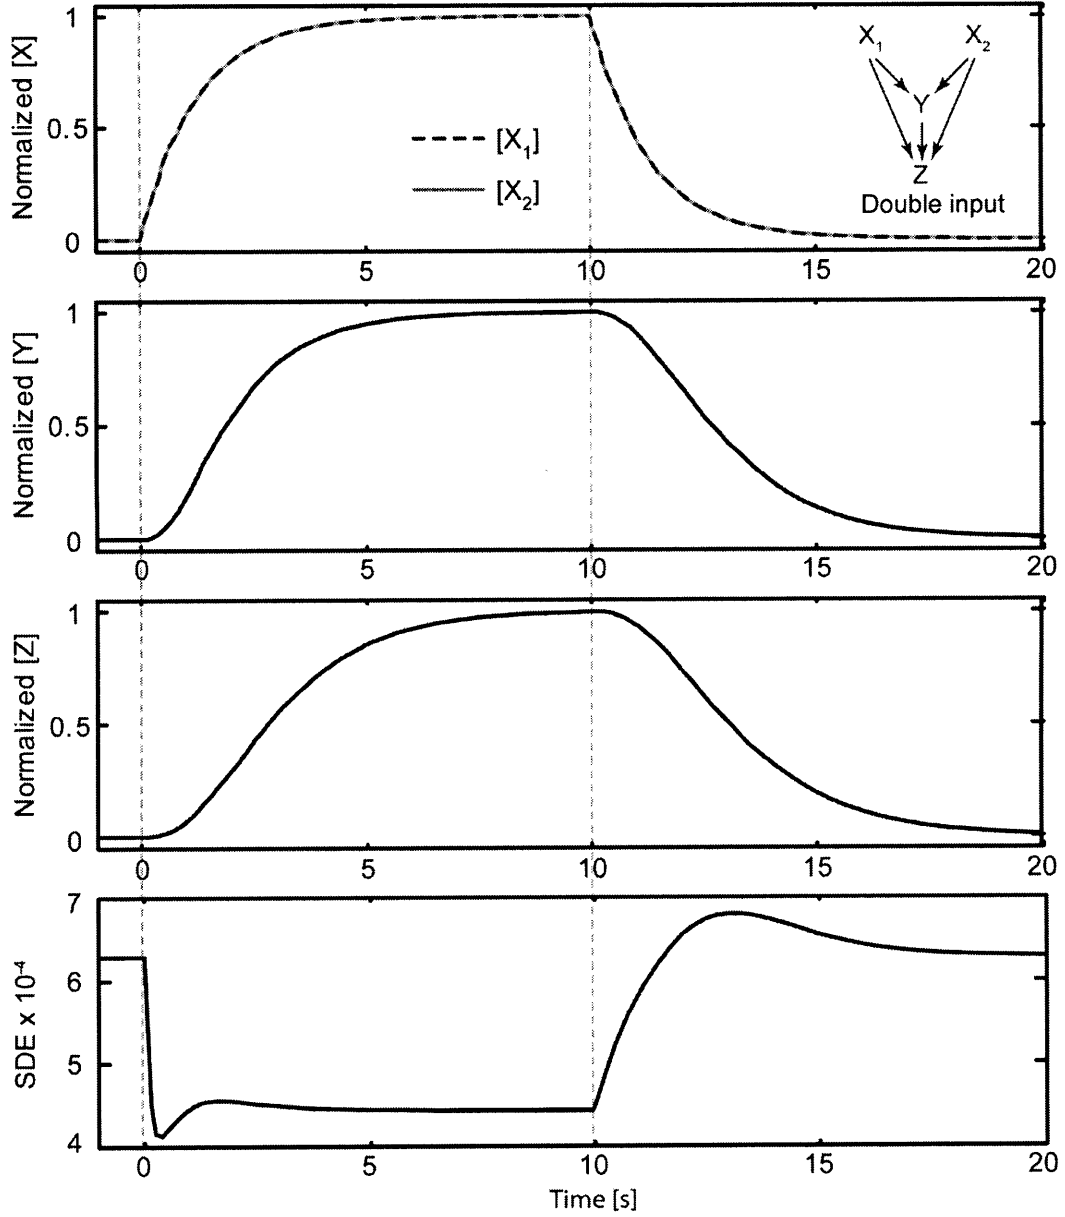 Normalized [X]
1
0.5
0
[X1]
[X2]
X1 X2
Y
Z
Double input
0 5 10 15 20
Normalized [Y]
1
0.5
0
0 5 10 15 20
Normalized [Z]
1
0.5
0
0 5 10 15 20
SDE x 10-4
7
6
5
4
0 5 10 15 20
Time [s]